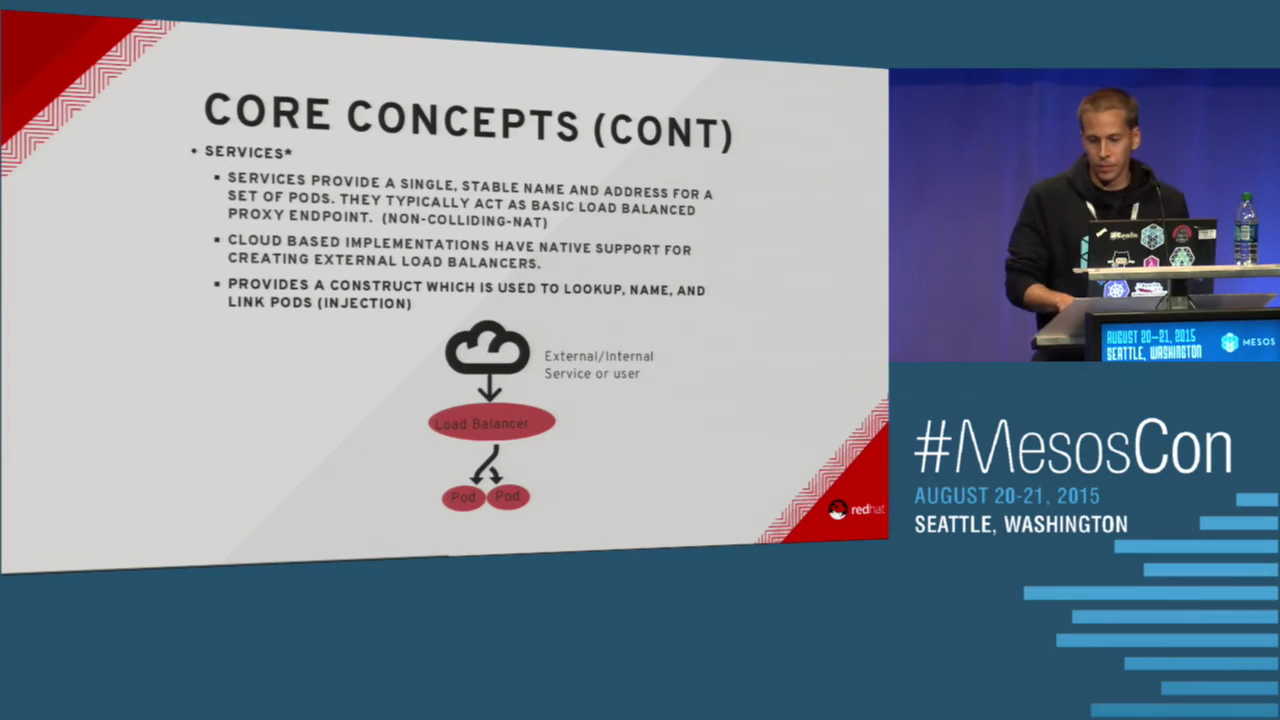 CORE CONCEPTS (CONT)
• SERVICES*
▪ SERVICES PROVIDE A SINGLE, STABLE NAME AND ADDRESS FOR A
SET OF PODS. THEY TYPICALLY ACT AS BASIC LOAD BALANCED
PROXY ENDPOINT. (NON-COLLIDING-NAT)
▪ CLOUD BASED IMPLEMENTATIONS HAVE NATIVE SUPPORT FOR
CREATING EXTERNAL LOAD BALANCERS.
▪ PROVIDES A CONSTRUCT WHICH IS USED TO LOOKUP, NAME, AND
LINK PODS (INJECTION)
External/Internal
Service or user
Load Balancer
Pod Pod
redhat
AUGUST 20-21, 2015
SEATTLE, WASHINGTON
MESOS
#MesosCon
AUGUST 20-21, 2015
SEATTLE, WASHINGTON